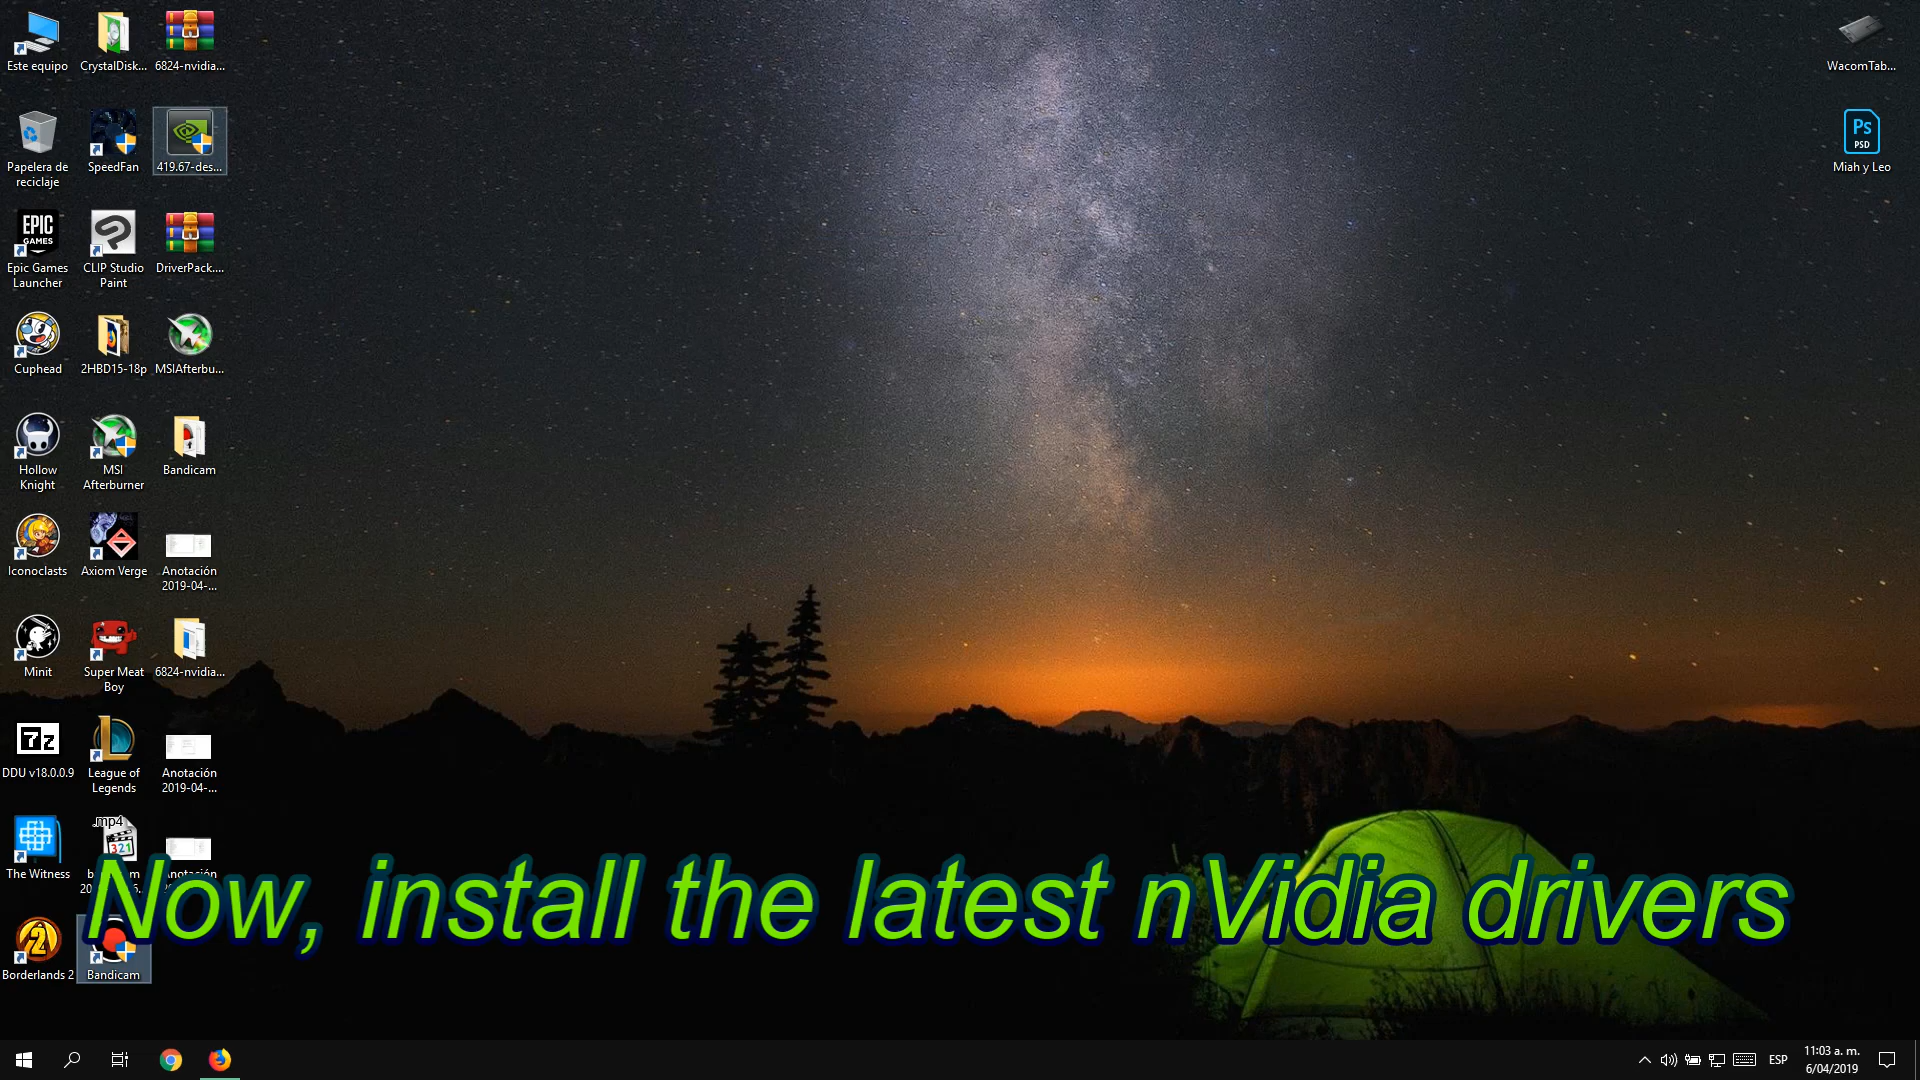 Este equipo
CrystalDisk...
6824-nvidia...
WacomTab...
Papelera de
reciclaje
SpeedFan
419.67-des...
Ps
PSD
Miah y Leo
EPIC
GAMES
Epic Games
Launcher
CLIP Studio
Paint
DriverPack....
Cuphead
2HBD15-18p
MSIAfterbu...
Hollow
Knight
MSI
Afterburner
Bandicam
Iconoclasts
Axiom Verge
Anotación
2019-04-...
Minit
Super Meat
Boy
6824-nvidia...
7z
DDU v18.0.0.9
League of
Legends
Anotación
2019-04-...
.mp4
321
The Witness
Now, install the latest nVidia drivers
2
Borderlands 2
Bandicam
ESP
11:03 a. m.
6/04/2019